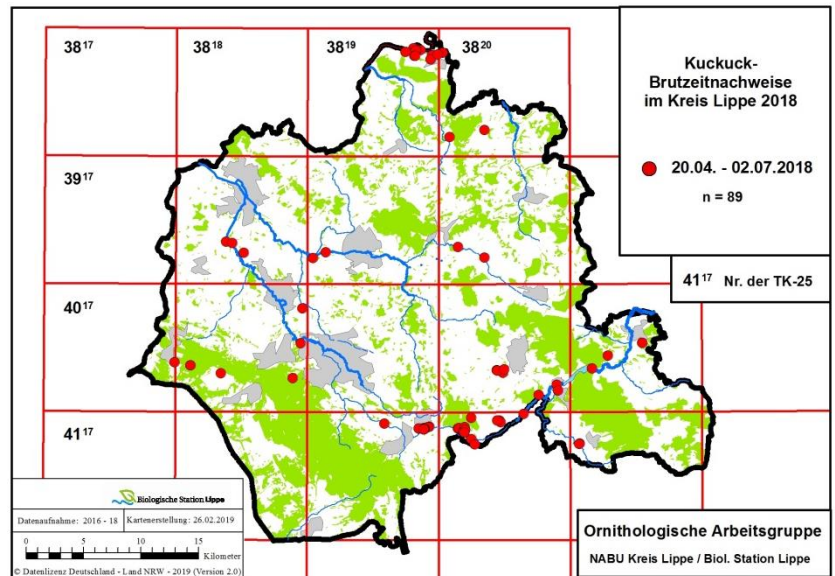 38¹⁷
38¹⁸
38¹⁹
38²⁰
39¹⁷
40¹⁷
41¹⁷
Kuckuck-
Brutzeitnachweise
im Kreis Lippe 2018
20.04. - 02.07.2018
n = 89
41¹⁷ Nr. der TK-25
Biologische Station Lippe
Datenaufnahme: 2016 - 18
Kartenerstellung: 26.02.2019
0 5 10 15
Kilometer
© Datenlizenz Deutschland - Land NRW - 2019 (Version 2.0)
Ornithologische Arbeitsgruppe
NABU Kreis Lippe / Biol. Station Lippe